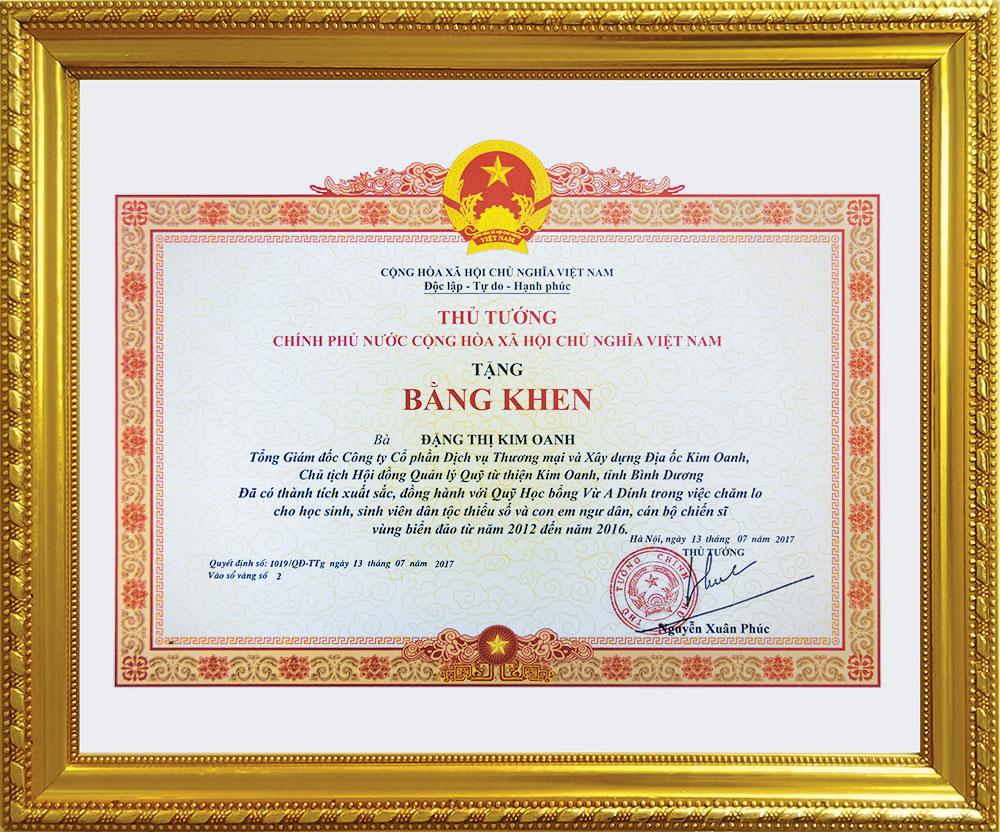 VIỆT NAM
CỘNG HÒA XÃ HỘI CHỦ NGHĨA VIỆT NAM
Độc lập - Tự do - Hạnh phúc
THỦ TƯỚNG
CHÍNH PHỦ NƯỚC CỘNG HÒA XÃ HỘI CHỦ NGHĨA VIỆT NAM
TẶNG
BẰNG KHEN
Bà ĐẶNG THỊ KIM OANH
Tổng Giám đốc Công ty Cổ phần Dịch vụ Thương mại và Xây dựng Địa ốc Kim Oanh,
Chủ tịch Hội đồng Quản lý Quỹ từ thiện Kim Oanh, tỉnh Bình Dương
Đã có thành tích xuất sắc, đồng hành với Quỹ Học bổng Vừ A Dính trong việc chăm lo
cho học sinh, sinh viên dân tộc thiểu số và con em ngư dân, cán bộ chiến sĩ
vùng biển đảo từ năm 2012 đến năm 2016.
Hà Nội, ngày 13 tháng 07 năm 2017
THỦ TƯỚNG
Quyết định số: 1019/QĐ-TTg ngày 13 tháng 07 năm 2017
Vào sổ vàng số 2
THỦ TƯỚNG CHÍNH PHỦ
Nguyễn Xuân Phúc